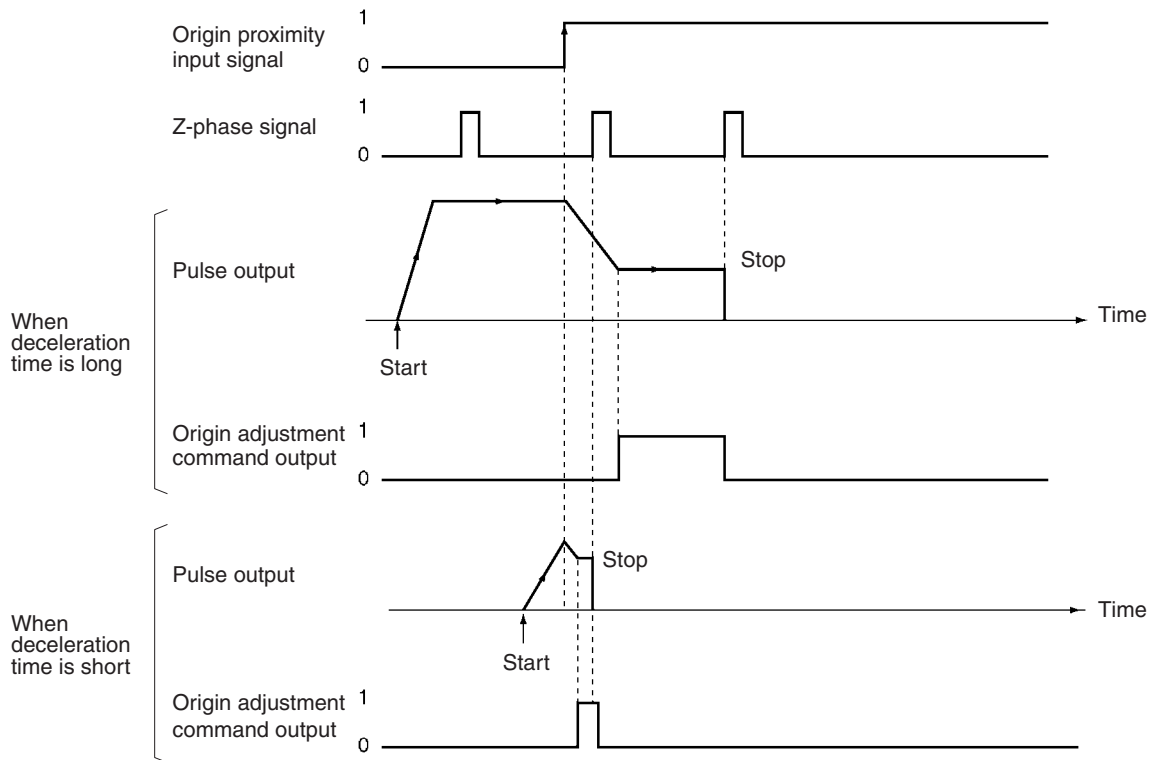 Origin proximity
input signal
1
0
Z-phase signal
1
0
When
deceleration
time is long
Pulse output
Stop
Time
Start
Origin adjustment
command output
1
0
When
deceleration
time is short
Pulse output
Stop
Time
Start
Origin adjustment
command output
1
0